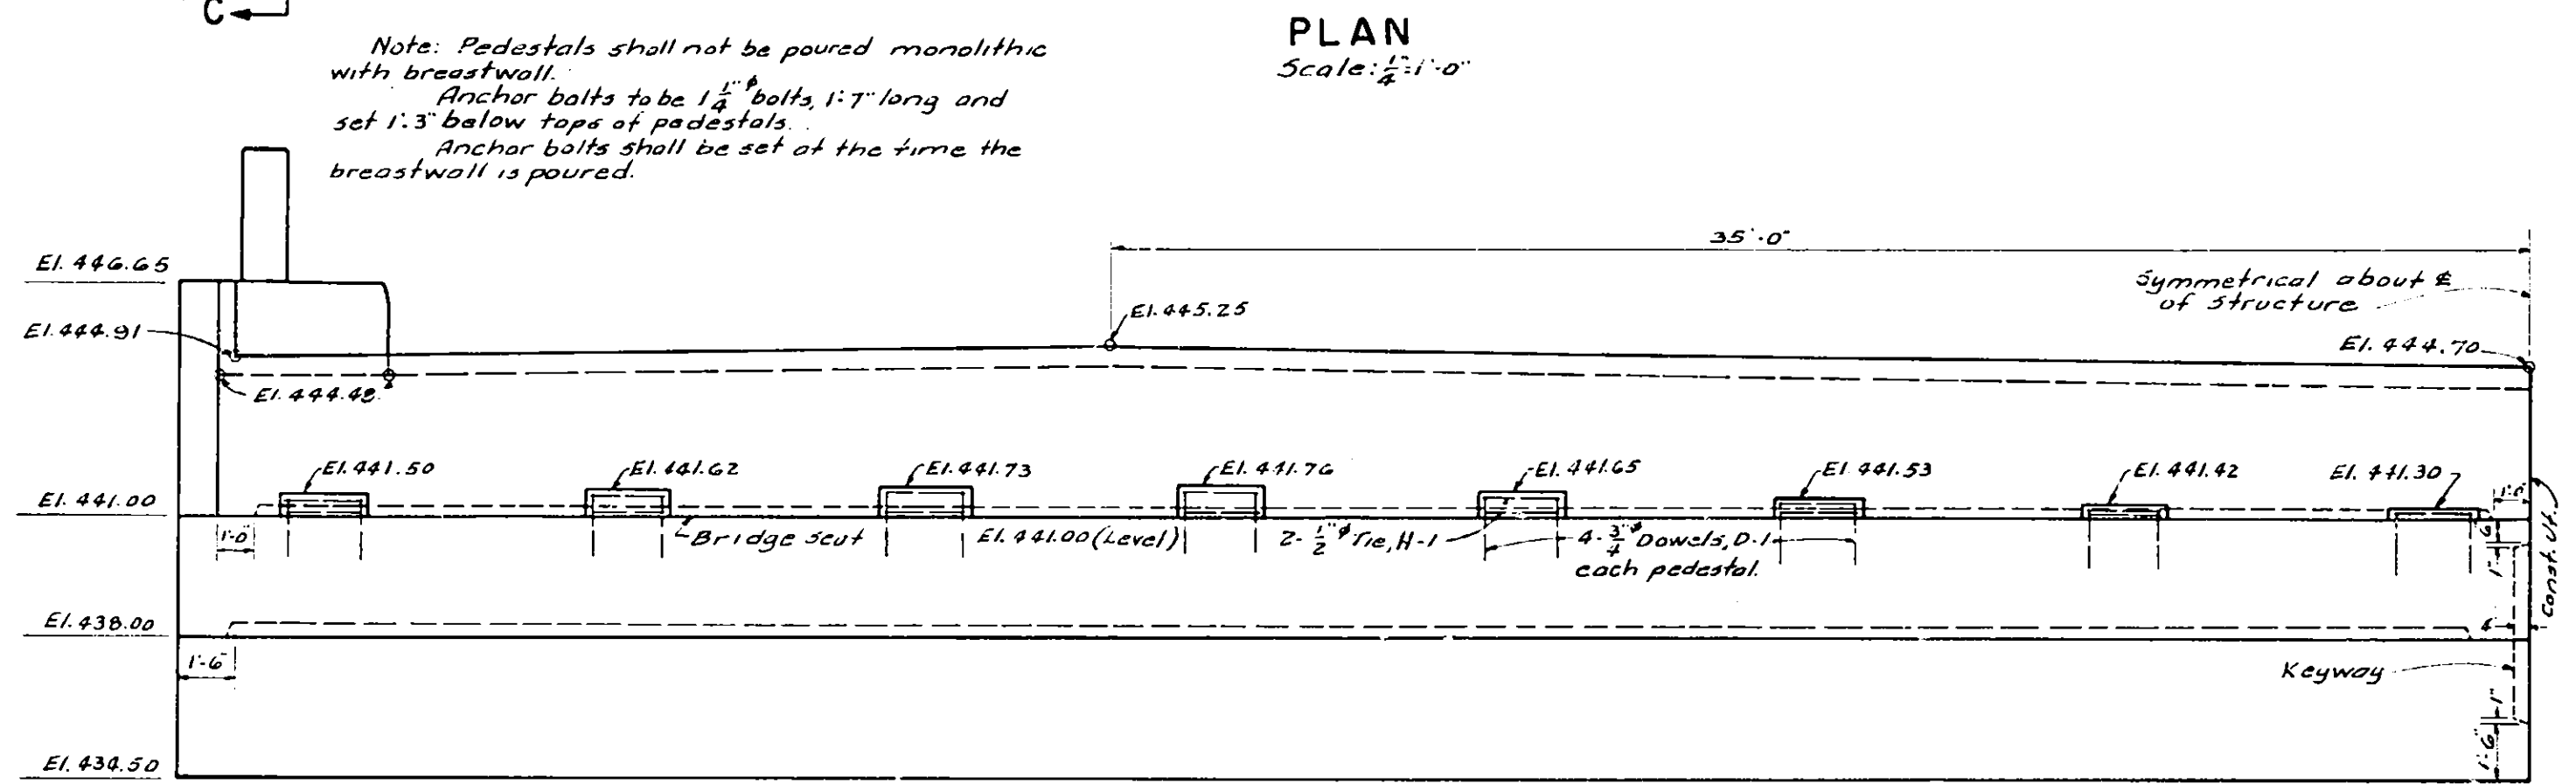 C
PLAN
Scale: 1/4"=1'-0"
Note: Pedestals shall not be poured monolithic
with breastwall.
Anchor bolts to be 1 1/4"ϕ bolts, 1'-7" long and
set 1'-3" below tops of pedestals.
Anchor bolts shall be set at the time the
breastwall is poured.
35'-0"
El. 446.65
Symmetrical about ℄
of structure
El. 445.25
El. 444.91
El. 444.70
El. 444.48
El. 441.50
El. 441.62
El. 441.73
El. 441.76
El. 441.65
El. 441.53
El. 441.42
El. 441.30
El. 441.00
1'-0"
Bridge seat
El. 441.00 (Level)
2- 1/2"ϕ Tie, H-1
4- 3/4"ϕ Dowels, D-1
each pedestal.
6"
1"
Const. Jt.
El. 438.00
4"
1'-6"
Keyway
1"
1'-6"
El. 434.50